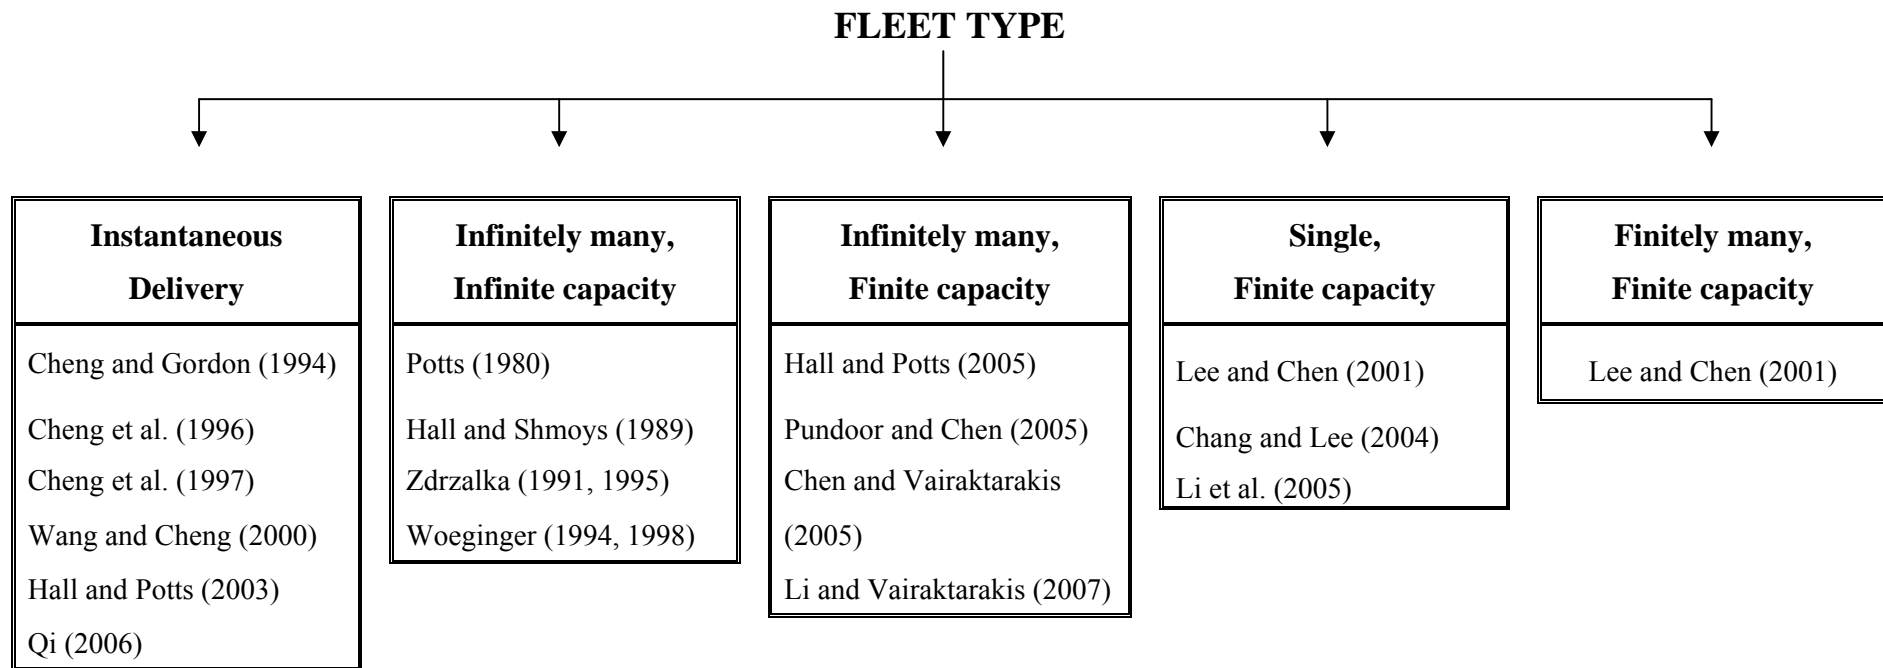 FLEET TYPE
Instantaneous
Delivery
Cheng and Gordon (1994)
Cheng et al. (1996)
Cheng et al. (1997)
Wang and Cheng (2000)
Hall and Potts (2003)
Qi (2006)
Infinitely many,
Infinite capacity
Potts (1980)
Hall and Shmoys (1989)
Zdrzalka (1991, 1995)
Woeginger (1994, 1998)
Infinitely many,
Finite capacity
Hall and Potts (2005)
Pundoor and Chen (2005)
Chen and Vairaktarakis
(2005)
Li and Vairaktarakis (2007)
Single,
Finite capacity
Lee and Chen (2001)
Chang and Lee (2004)
Li et al. (2005)
Finitely many,
Finite capacity
Lee and Chen (2001)